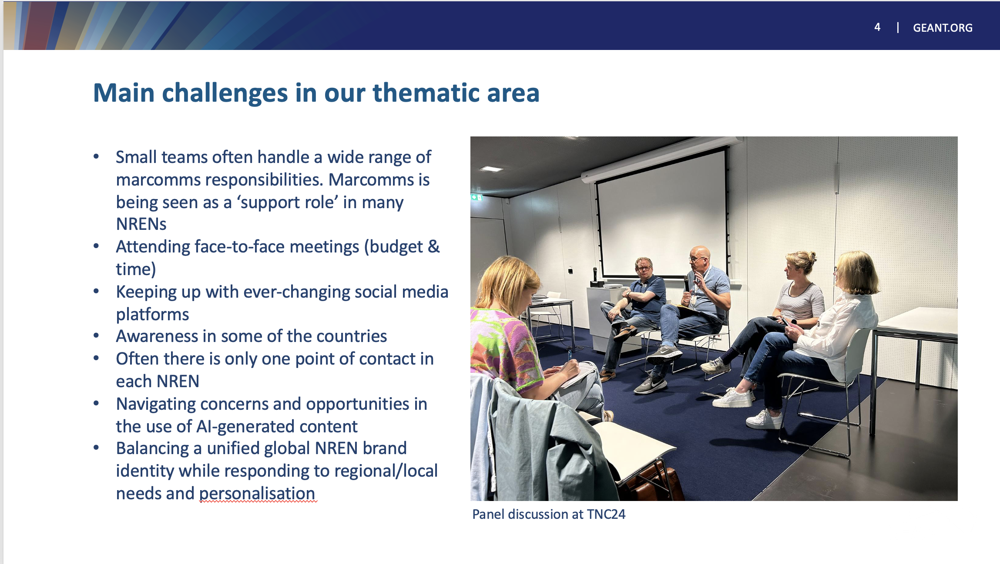 4 | GEANT.ORG
Main challenges in our thematic area
• Small teams often handle a wide range of
marcomms responsibilities. Marcomms is
being seen as a ‘support role’ in many
NRENs
• Attending face-to-face meetings (budget &
time)
• Keeping up with ever-changing social media
platforms
• Awareness in some of the countries
• Often there is only one point of contact in
each NREN
• Navigating concerns and opportunities in
the use of AI-generated content
• Balancing a unified global NREN brand
identity while responding to regional/local
needs and personalisation
Panel discussion at TNC24